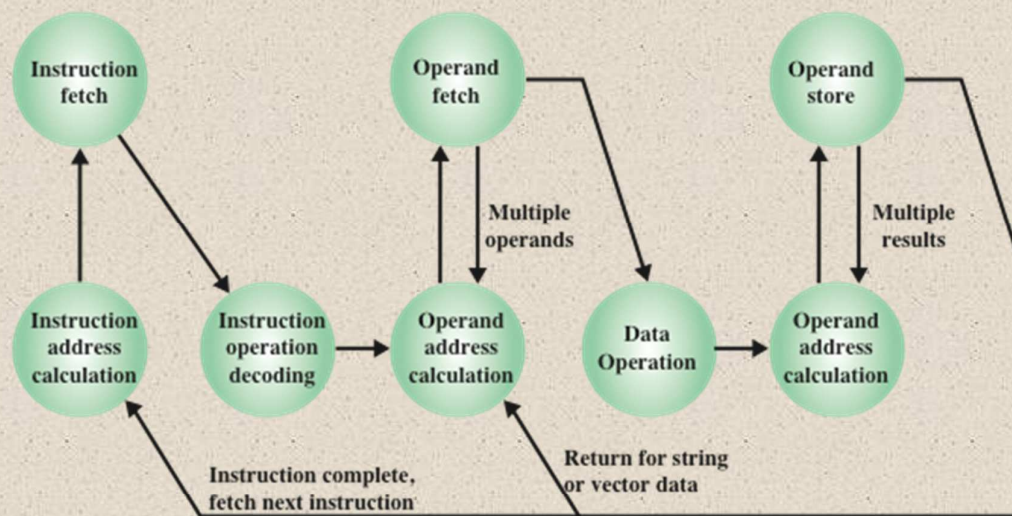 Instruction
fetch
Operand
fetch
Operand
store
Multiple
operands
Multiple
results
Instruction
address
calculation
Instruction
operation
decoding
Operand
address
calculation
Data
Operation
Operand
address
calculation
Instruction complete,
fetch next instruction
Return for string
or vector data